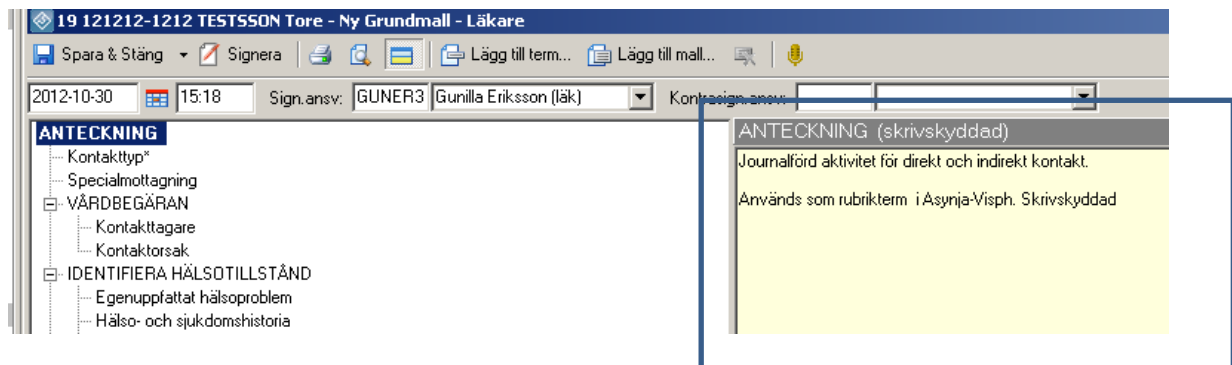 19 121212-1212 TESTSSON Tore - Ny Grundmall - Läkare
Spara & Stäng Signera Lägg till term... Lägg till mall...
2012-10-30 15:18 Sign.ansv: GUNER3 Gunilla Eriksson (läk) Kontrasign.ansv:
ANTECKNING
Kontakttyp*
Specialmottagning
VÅRDBEGÄRAN
Kontakttagare
Kontaktorsak
IDENTIFIERA HÄLSOTILLSTÅND
Egenuppfattat hälsoproblem
Hälso- och sjukdomshistoria
ANTECKNING (skrivskyddad)
Journalförd aktivitet för direkt och indirekt kontakt.
Används som rubrikterm i Asynja-Visph. Skrivskyddad